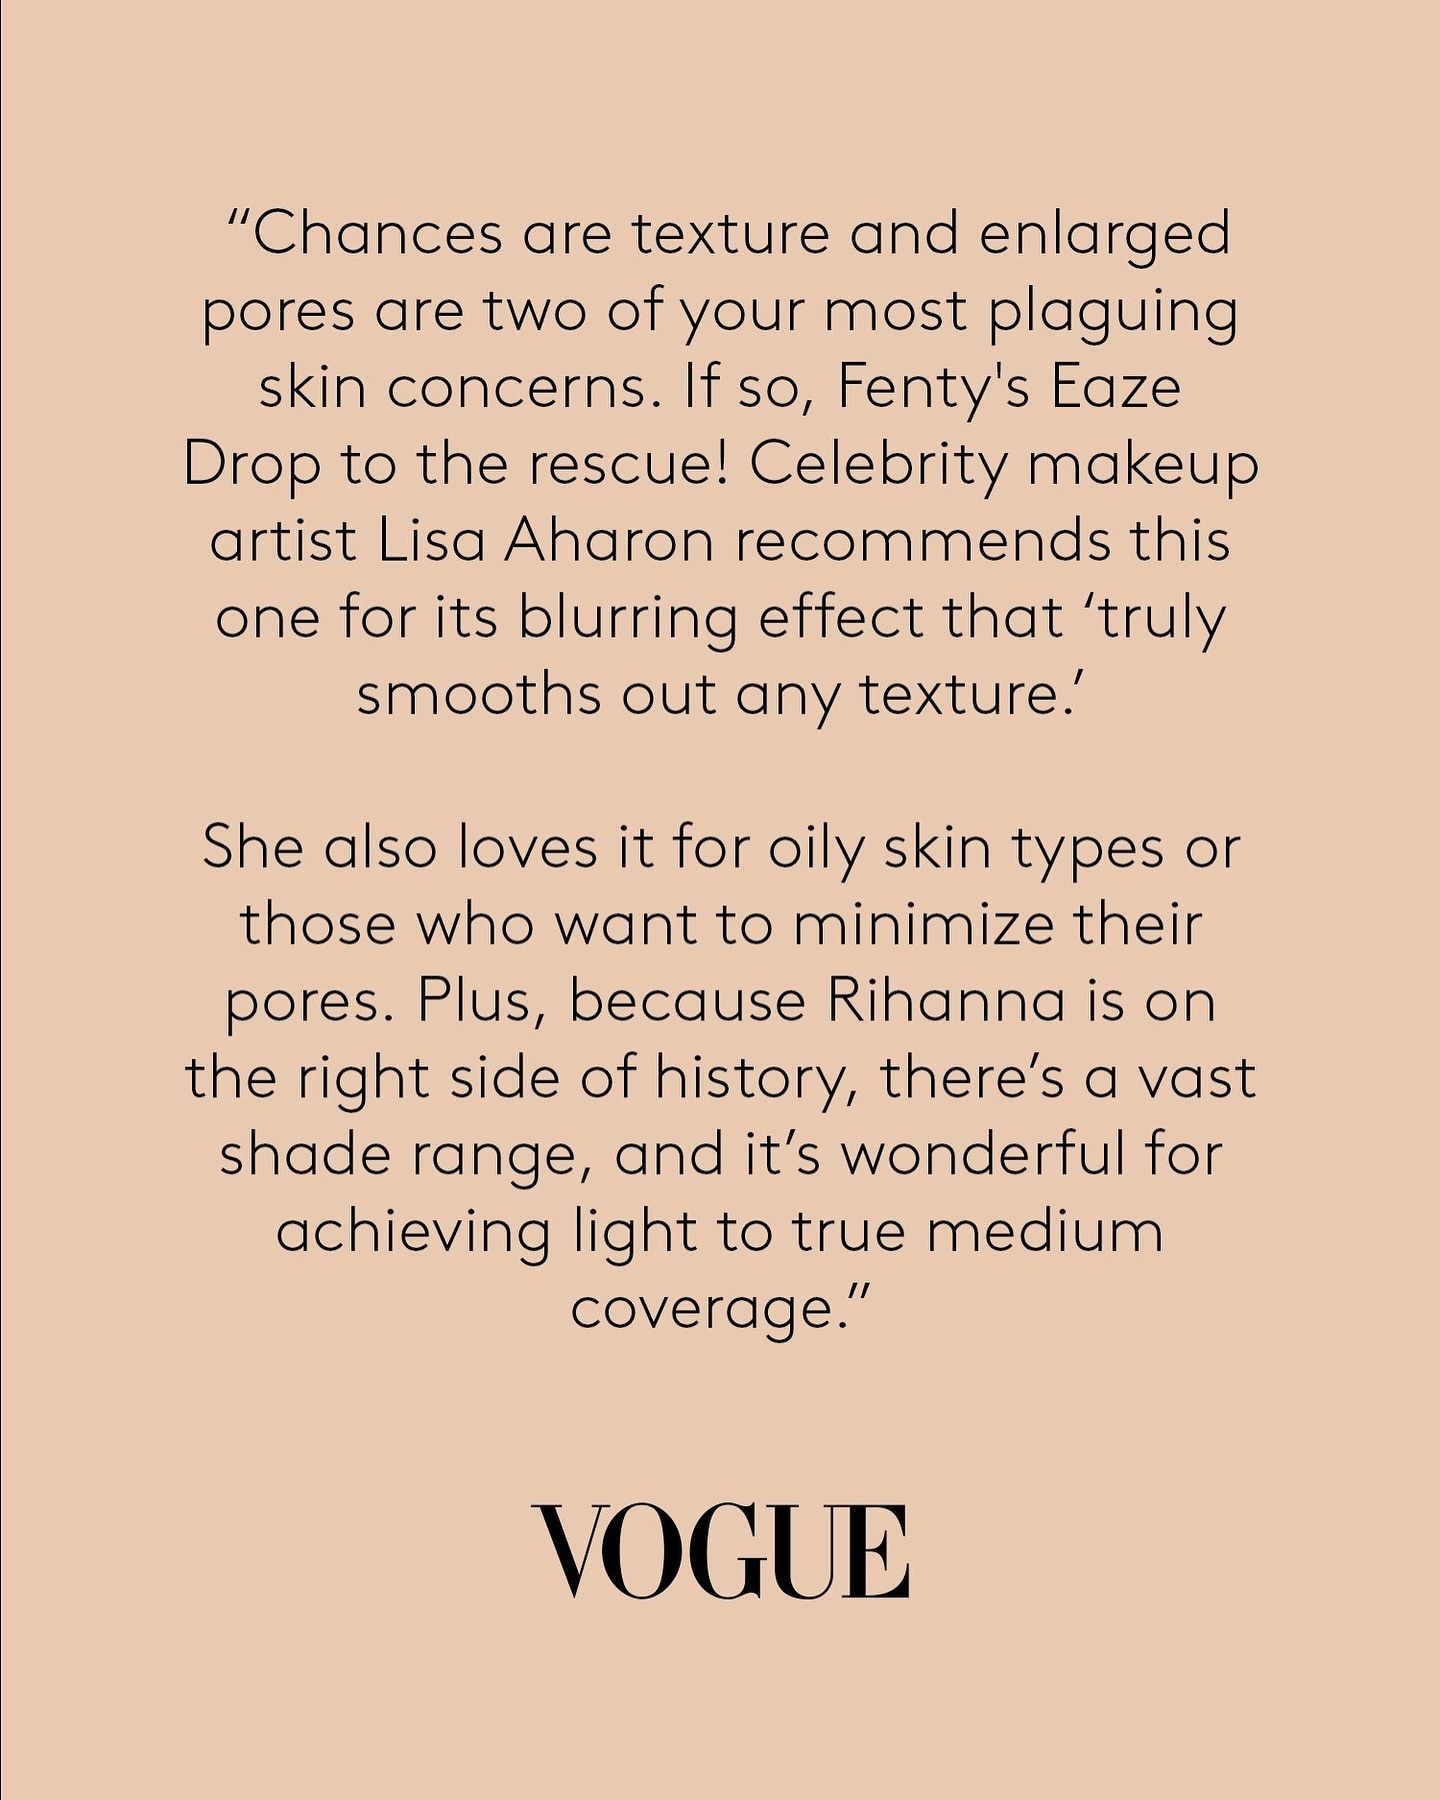 “Chances are texture and enlarged
pores are two of your most plaguing
skin concerns. If so, Fenty's Eaze
Drop to the rescue! Celebrity makeup
artist Lisa Aharon recommends this
one for its blurring effect that ‘truly
smooths out any texture.’
She also loves it for oily skin types or
those who want to minimize their
pores. Plus, because Rihanna is on
the right side of history, there’s a vast
shade range, and it’s wonderful for
achieving light to true medium
coverage.”
VOGUE